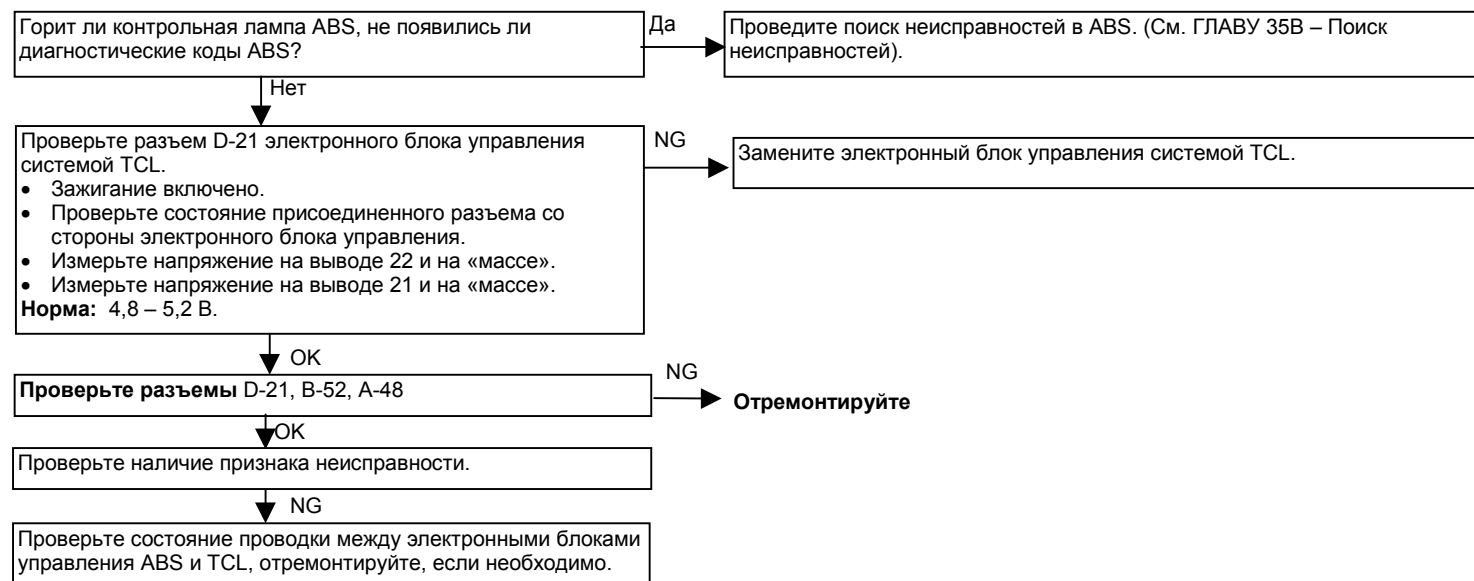 Горит ли контрольная лампа ABS, не появились ли
диагностические коды ABS?
Да
Проведите поиск неисправностей в ABS. (См. ГЛАВУ 35В – Поиск
неисправностей).
Нет
Проверьте разъем D-21 электронного блока управления
системой TCL.
• Зажигание включено.
• Проверьте состояние присоединенного разъема со
стороны электронного блока управления.
• Измерьте напряжение на выводе 22 и на «массе».
• Измерьте напряжение на выводе 21 и на «массе».
Норма: 4,8 – 5,2 В.
NG
Замените электронный блок управления системой TCL.
OK
Проверьте разъемы D-21, B-52, A-48
NG
Отремонтируйте
OK
Проверьте наличие признака неисправности.
NG
Проверьте состояние проводки между электронными блоками
управления ABS и TCL, отремонтируйте, если необходимо.